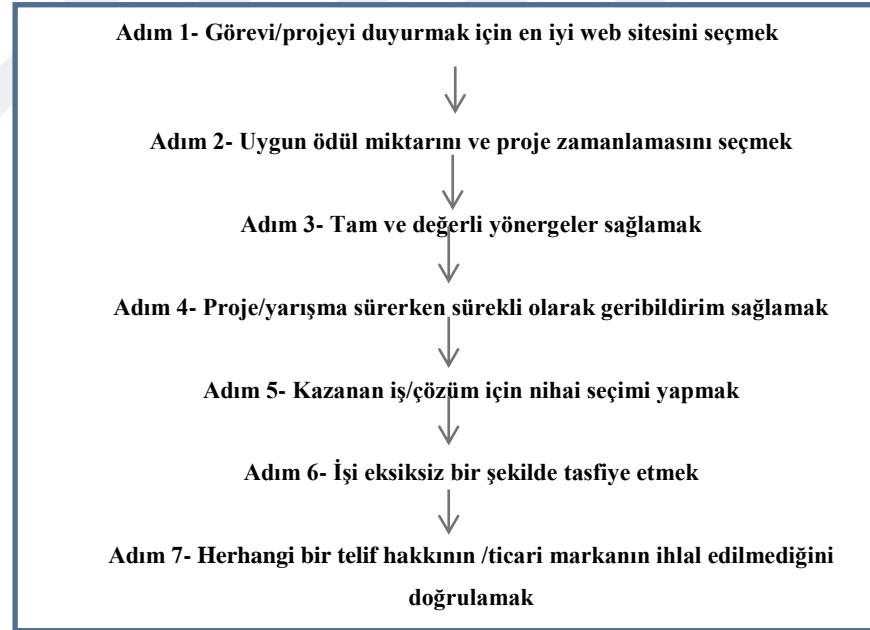 Adım 1- Görevi/projeyi duyurmak için en iyi web sitesini seçmek
Adım 2- Uygun ödül miktarını ve proje zamanlamasını seçmek
Adım 3- Tam ve değerli yönergeler sağlamak
Adım 4- Proje/yarışma sürerken sürekli olarak geribildirim sağlamak
Adım 5- Kazanan iş/çözüm için nihai seçimi yapmak
Adım 6- İşi eksiksiz bir şekilde tasfiye etmek
Adım 7- Herhangi bir telif hakkının /ticari markanın ihlal edilmediğini
doğrulamak